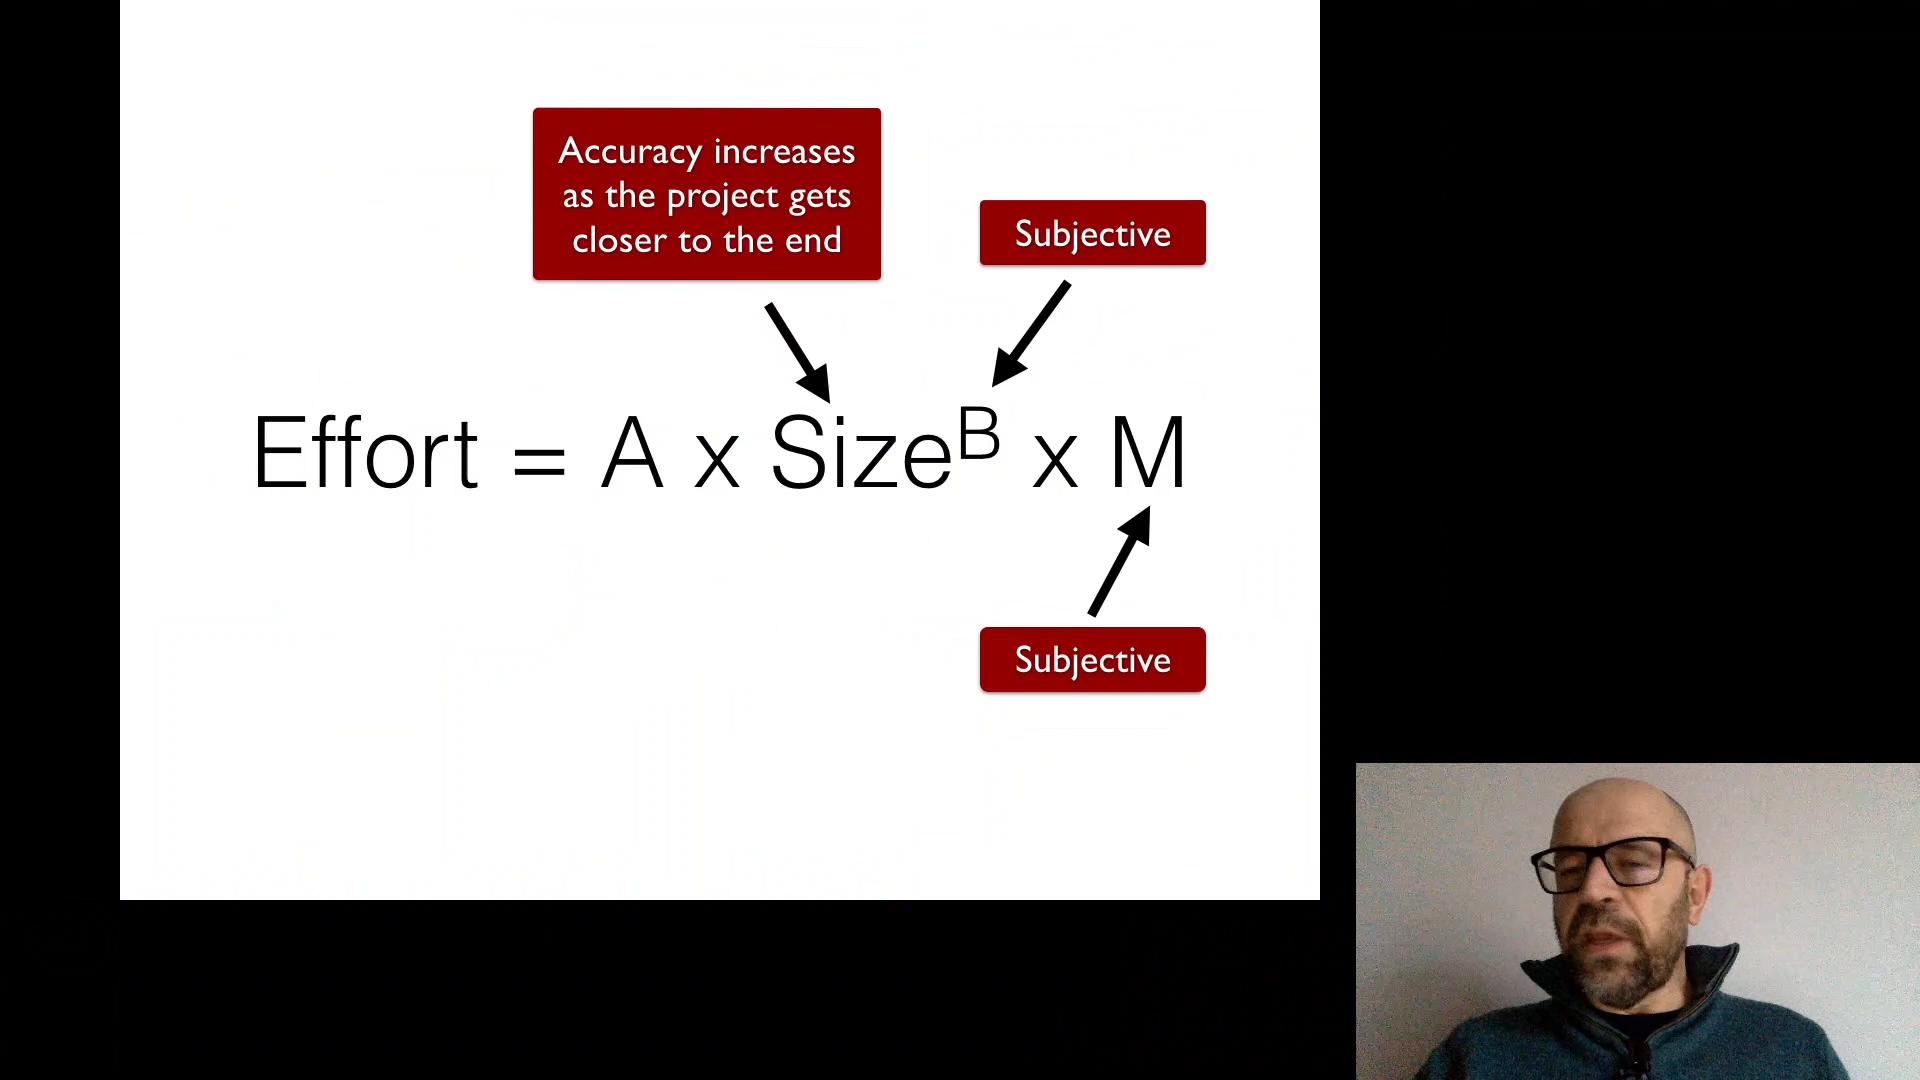 Accuracy increases
as the project gets
closer to the end
Subjective
Effort = A x Size^B x M
Subjective